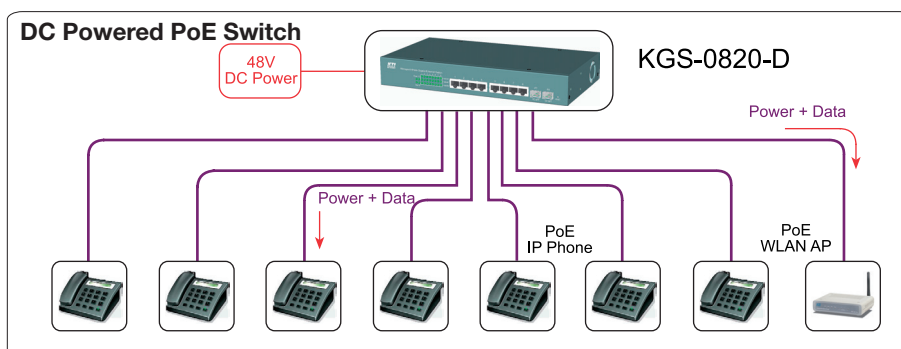 DC Powered PoE Switch
48V
DC Power
KGS-0820-D
Power + Data
Power + Data
PoE
IP Phone
PoE
WLAN AP